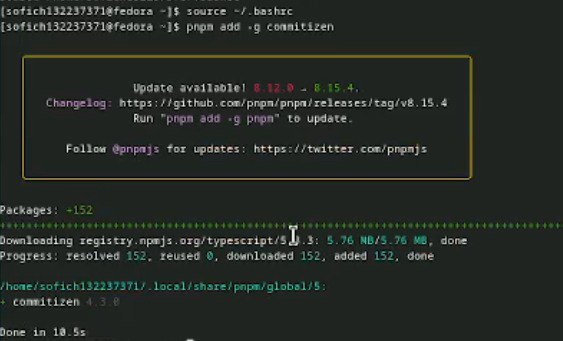 [sofich132237371@fedora ~]$ source ~/.bashrc
[sofich132237371@fedora ~]$ pnpm add -g commitizen
Update available! 8.12.0 → 8.15.4.
Changelog: https://github.com/pnpm/pnpm/releases/tag/v8.15.4
Run "pnpm add -g pnpm" to update.
Follow @pnpmjs for updates: https://twitter.com/pnpmjs
Packages: +152
Downloading registry.npmjs.org/typescript/5. .3: 5.76 MB/5.76 MB, done
Progress: resolved 152, reused 0, downloaded 152, added 152, done
/home/sofich132237371/.local/share/pnpm/global/5:
+ commitizen 4.3.0
Done in 10.5s